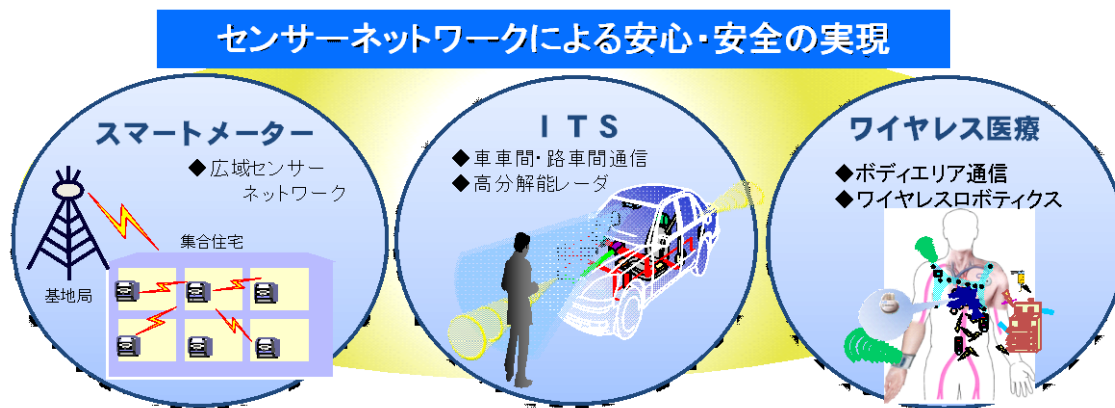 センサーネットワークによる安心・安全の実現
スマートメーター
◆広域センサー
ネットワーク
集合住宅
基地局
ITS
◆車車間・路車間通信
◆高分解能レーダ
ワイヤレス医療
◆ボディエリア通信
◆ワイヤレスロボティクス